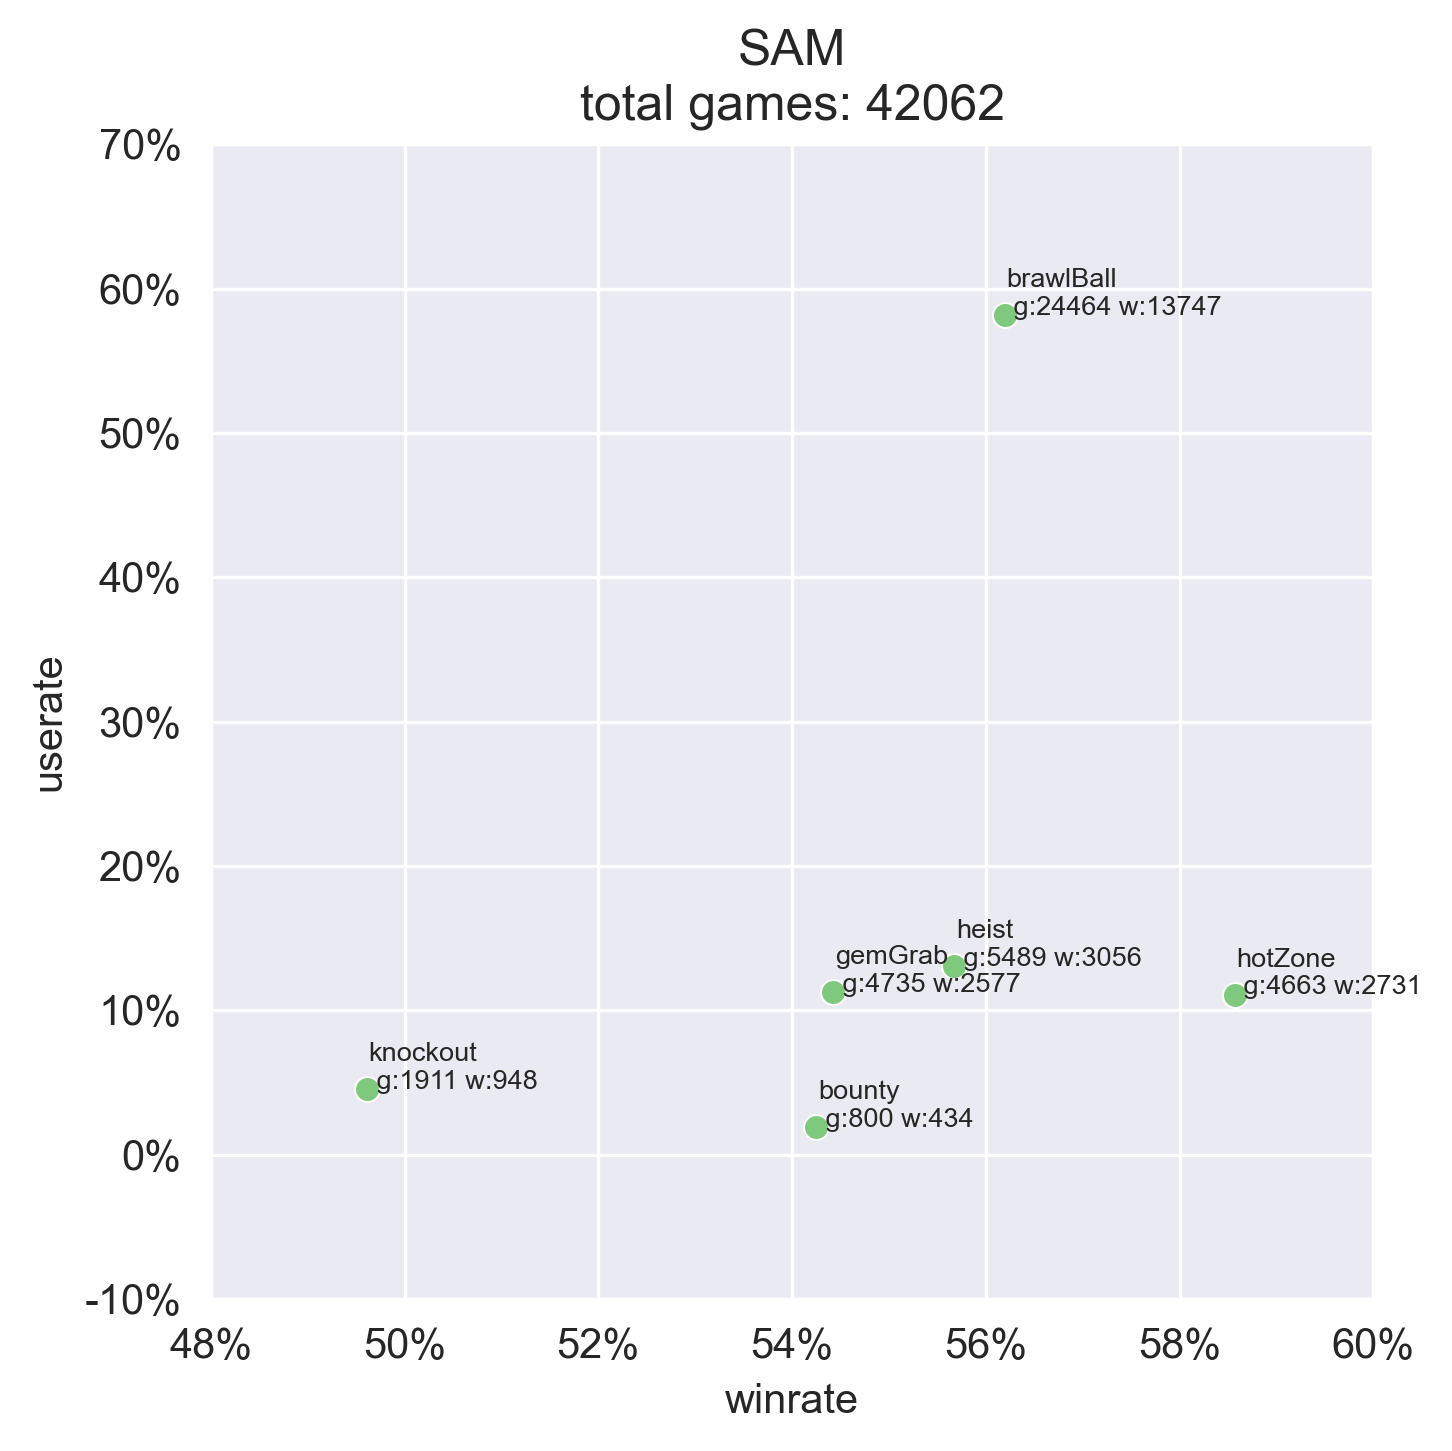 SAM
total games: 42062
70%
60%
50%
40%
30%
20%
10%
0%
-10%
userate
brawlBall
g:24464 w:13747
heist
g:5489 w:3056
gemGrab
g:4735 w:2577
hotZone
g:4663 w:2731
knockout
g:1911 w:948
bounty
g:800 w:434
48%
50%
52%
54%
56%
58%
60%
winrate